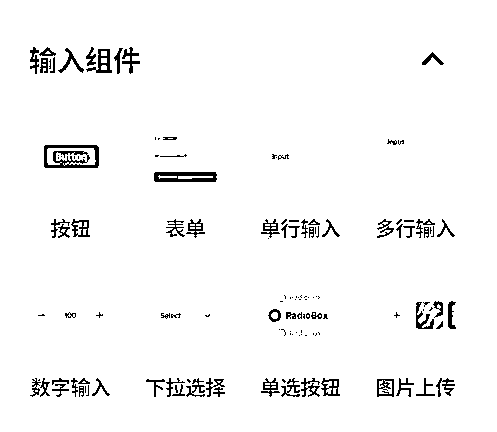 输入组件
Button
Input
Input
按钮 表单 单行输入 多行输入
− 100 +
Select
RadioBox
+
数字输入 下拉选择 单选按钮 图片上传